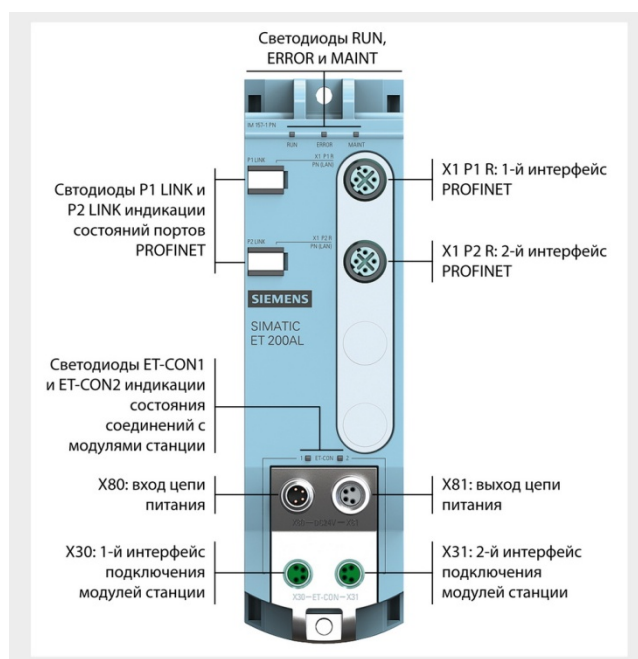 Светодиоды RUN,
ERROR и MAINT
IM 157-1 PN
RUN ERROR MAINT
P1 LINK X1 P1 R
PN (LAN)
X1 P1 R: 1-й интерфейс
PROFINET
Свтодиоды P1 LINK и
P2 LINK индикации
состояний портов
PROFINET
P2 LINK X1 P2 R
PN (LAN)
X1 P2 R: 2-й интерфейс
PROFINET
SIEMENS
SIMATIC
ET 200AL
Светодиоды ET-CON1
и ET-CON2 индикации
состояния
соединений с
модулями станции
1 ET-CON 2
X80: вход цепи
питания
X81: выход цепи
питания
X30: 1-й интерфейс
подключения
модулей станции
X31: 2-й интерфейс
подключения
модулей станции
X30-ET-CON-X31